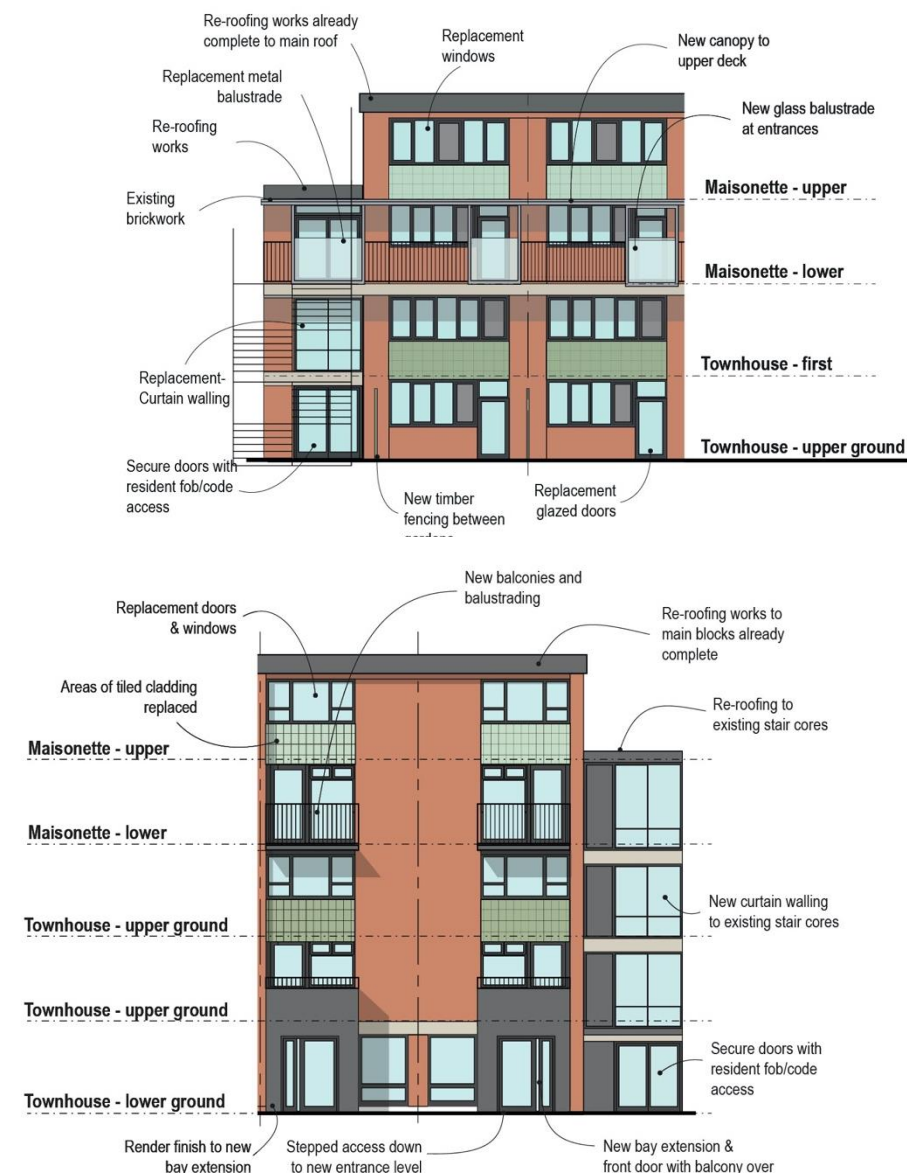 Re-roofing works already
complete to main roof
Replacement
windows
New canopy to
upper deck
Replacement metal
balustrade
New glass balustrade
at entrances
Re-roofing
works
Maisonette - upper
Existing
brickwork
Maisonette - lower
Replacement-
Curtain walling
Townhouse - first
Townhouse - upper ground
Secure doors with
resident fob/code
access
New timber
fencing between
Replacement
glazed doors
New balconies and
balustrading
Replacement doors
& windows
Re-roofing works to
main blocks already
complete
Areas of tiled cladding
replaced
Re-roofing to
existing stair cores
Maisonette - upper
Maisonette - lower
New curtain walling
to existing stair cores
Townhouse - upper ground
Townhouse - upper ground
Secure doors with
resident fob/code
access
Townhouse - lower ground
Render finish to new
bay extension
Stepped access down
to new entrance level
New bay extension &
front door with balcony over